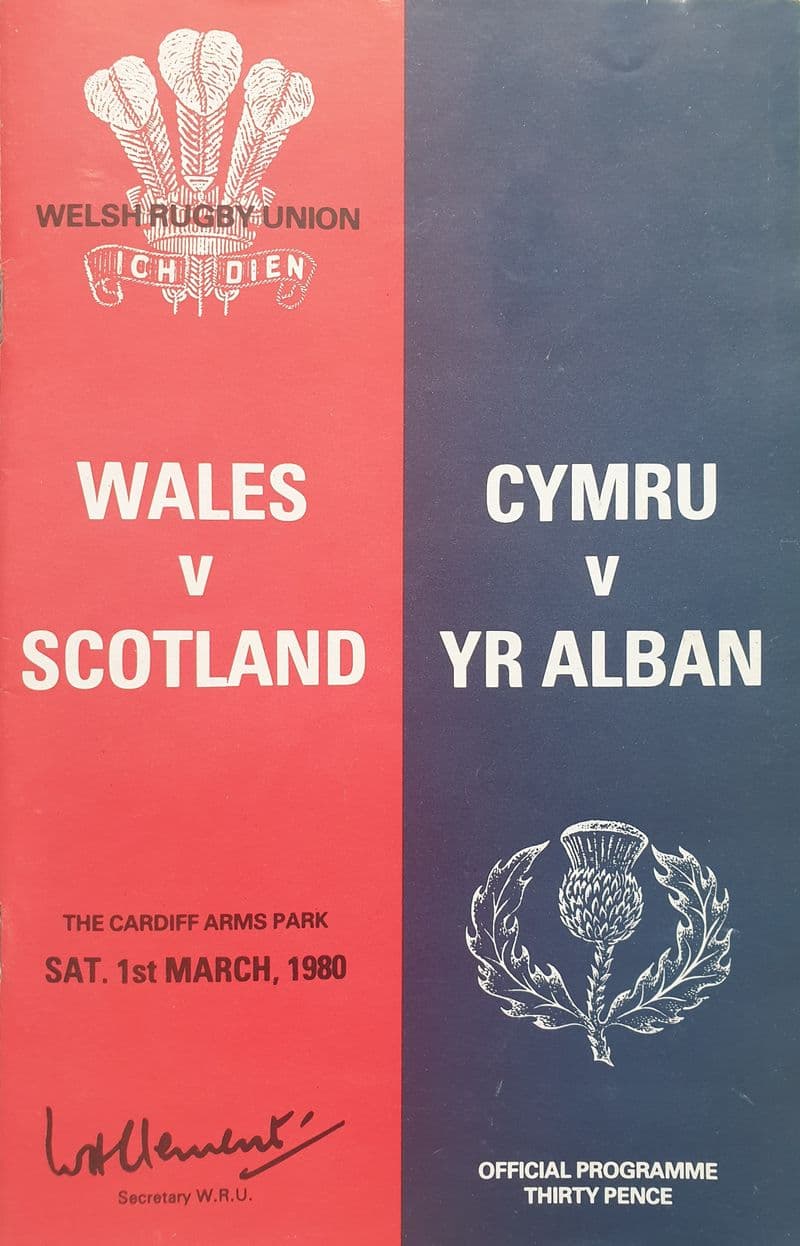 WELSH RUGBY UNION
ICH DIEN
WALES
v
SCOTLAND
CYMRU
v
YR ALBAN
THE CARDIFF ARMS PARK
SAT. 1st MARCH, 1980
WHClement
Secretary W.R.U.
OFFICIAL PROGRAMME
THIRTY PENCE